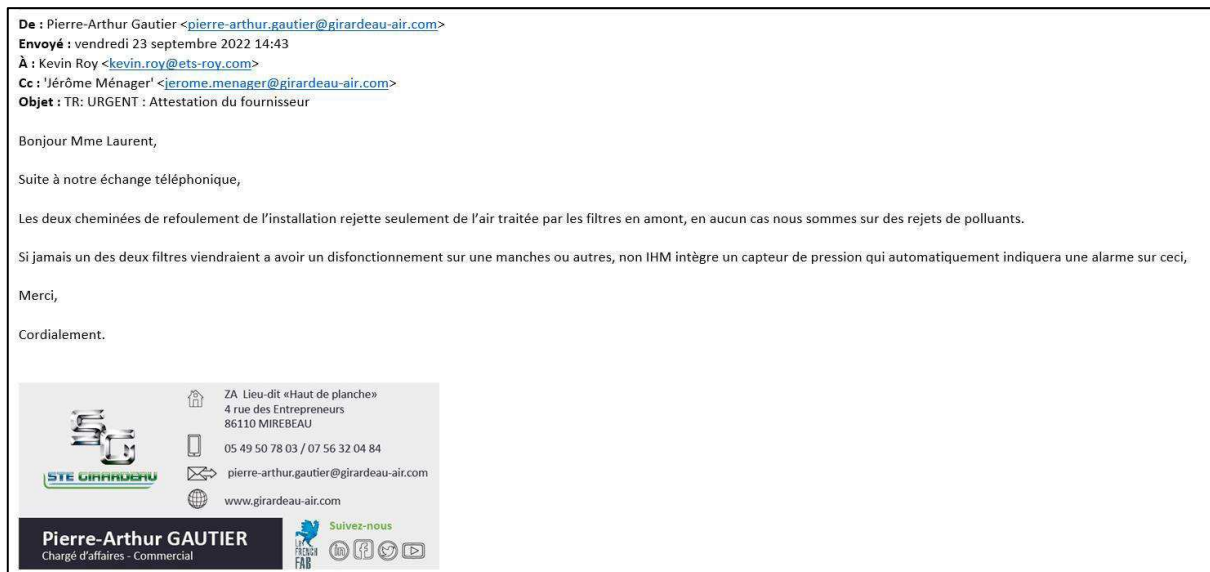 De : Pierre-Arthur Gautier <pierre-arthur.gautier@girardeau-air.com>
Envoyé : vendredi 23 septembre 2022 14:43
À : Kevin Roy <kevin.roy@ets-roy.com>
Cc : 'Jérôme Ménager' <jerome.menager@girardeau-air.com>
Objet : TR: URGENT : Attestation du fournisseur
Bonjour Mme Laurent,
Suite à notre échange téléphonique,
Les deux cheminées de refoulement de l'installation rejette seulement de l'air traitée par les filtres en amont, en aucun cas nous sommes sur des rejets de polluants.
Si jamais un des deux filtres viendraient a avoir un disfonctionnement sur une manches ou autres, non IHM intègre un capteur de pression qui automatiquement indiquera une alarme sur ceci,
Merci,
Cordialement.
SG
STE GIRARDEAU
ZA Lieu-dit «Haut de planche»
4 rue des Entrepreneurs
86110 MIREBEAU
05 49 50 78 03 / 07 56 32 04 84
pierre-arthur.gautier@girardeau-air.com
www.girardeau-air.com
Pierre-Arthur GAUTIER
Chargé d'affaires - Commercial
LA
FRENCH
FAB
Suivez-nous
in f